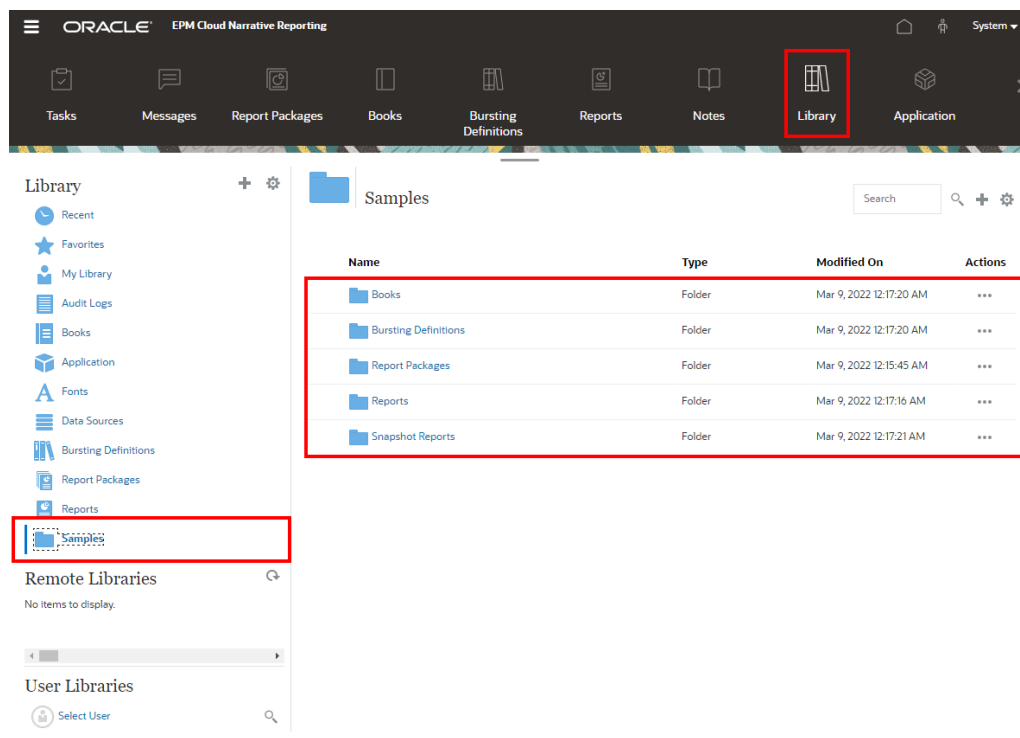 ORACLE EPM Cloud Narrative Reporting System
Tasks Messages Report Packages Books Bursting Definitions Reports Notes Library Application
Library
Recent
Favorites
My Library
Audit Logs
Books
Application
Fonts
Data Sources
Bursting Definitions
Report Packages
Reports
Samples
Remote Libraries
No items to display.
User Libraries
Select User
Samples Search
Name Type Modified On Actions
Books Folder Mar 9, 2022 12:17:20 AM
Bursting Definitions Folder Mar 9, 2022 12:17:20 AM
Report Packages Folder Mar 9, 2022 12:15:45 AM
Reports Folder Mar 9, 2022 12:17:16 AM
Snapshot Reports Folder Mar 9, 2022 12:17:21 AM